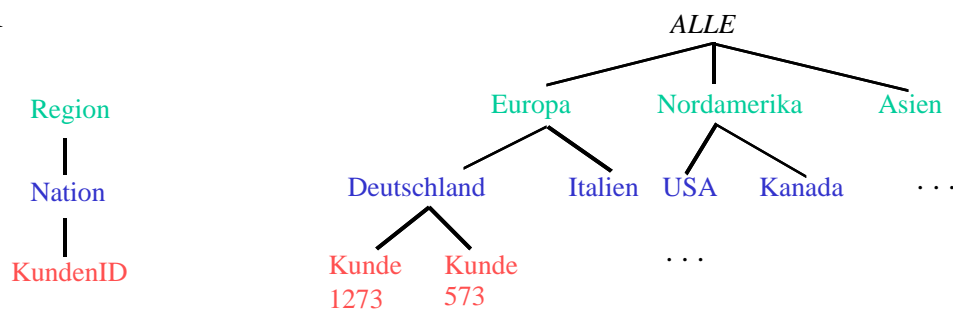 ALLE
Region
Europa Nordamerika Asien
Nation
Deutschland Italien USA Kanada . . .
KundenID
Kunde Kunde . . .
1273 573